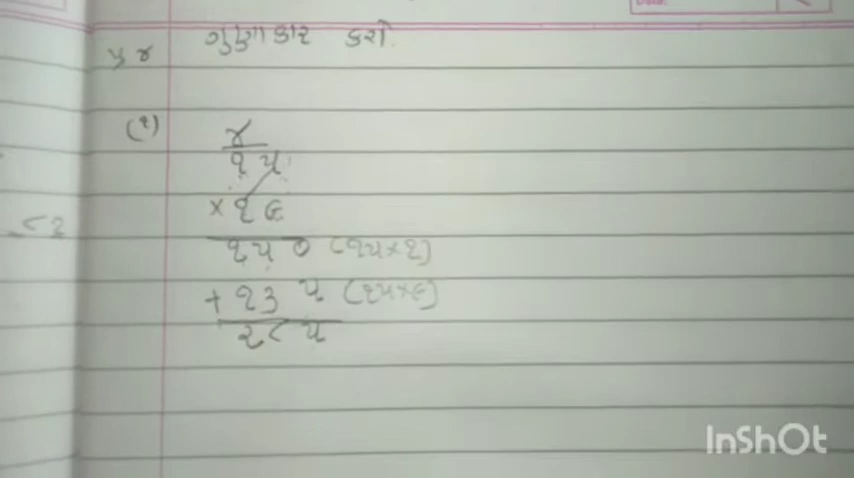 પ્ર ૪ ગુણાકાર કરો.
(૧)
૪
૧૫
× ૧૯
૧૫૦ (૧૫×૧)
+ ૧૩૫ (૧૫×૯)
૨૮૫
InShOt